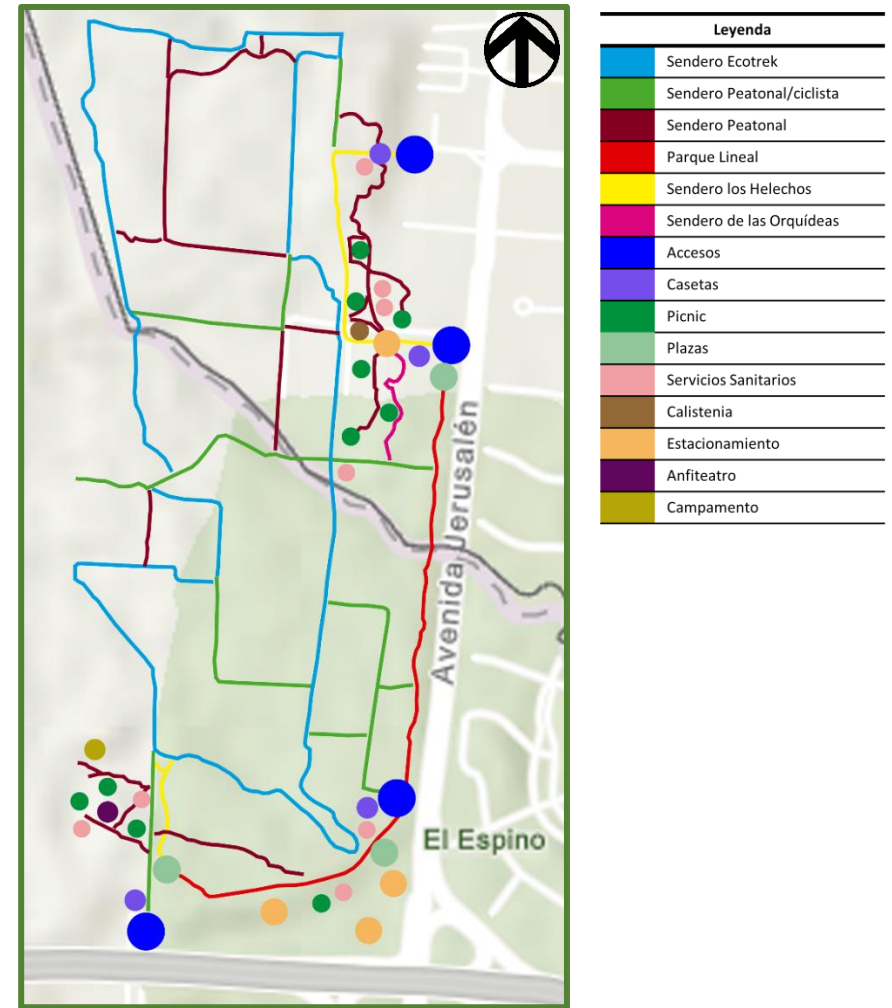 Leyenda
Sendero Ecotrek
Sendero Peatonal/ciclista
Sendero Peatonal
Parque Lineal
Sendero los Helechos
Sendero de las Orquídeas
Accesos
Casetas
Picnic
Plazas
Servicios Sanitarios
Calistenia
Estacionamiento
Anfiteatro
Campamento
Avenida Jerusalén
El Espino